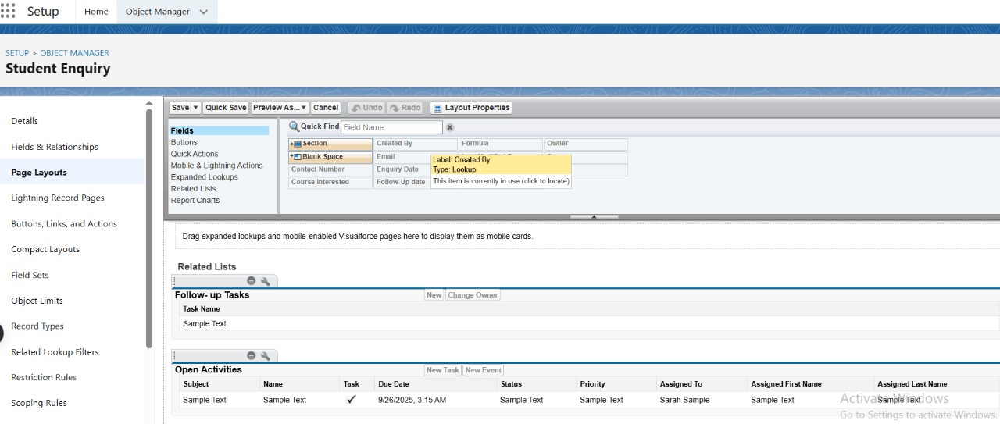 Setup Home Object Manager
SETUP > OBJECT MANAGER
Student Enquiry
Details
Fields & Relationships
Page Layouts
Lightning Record Pages
Buttons, Links, and Actions
Compact Layouts
Field Sets
Object Limits
Record Types
Related Lookup Filters
Restriction Rules
Scoping Rules
Save Quick Save Preview As... Cancel Undo Redo Layout Properties
Fields
Buttons
Quick Actions
Mobile & Lightning Actions
Expanded Lookups
Related Lists
Report Charts
Quick Find Field Name
Section Created By Formula Owner
Blank Space Email
Contact Number Enquiry Date
Course Interested Follow-Up date
Label: Created By
Type: Lookup
This item is currently in use (click to locate)
Drag expanded lookups and mobile-enabled Visualforce pages here to display them as mobile cards.
Related Lists
Follow- up Tasks New Change Owner
Task Name
Sample Text
Open Activities New Task New Event
Subject Name Task Due Date Status Priority Assigned To Assigned First Name Assigned Last Name
Sample Text Sample Text 9/26/2025, 3:15 AM Sample Text Sample Text Sarah Sample Sample Text Sample Text
Activate Windows
Go to Settings to activate Windows.